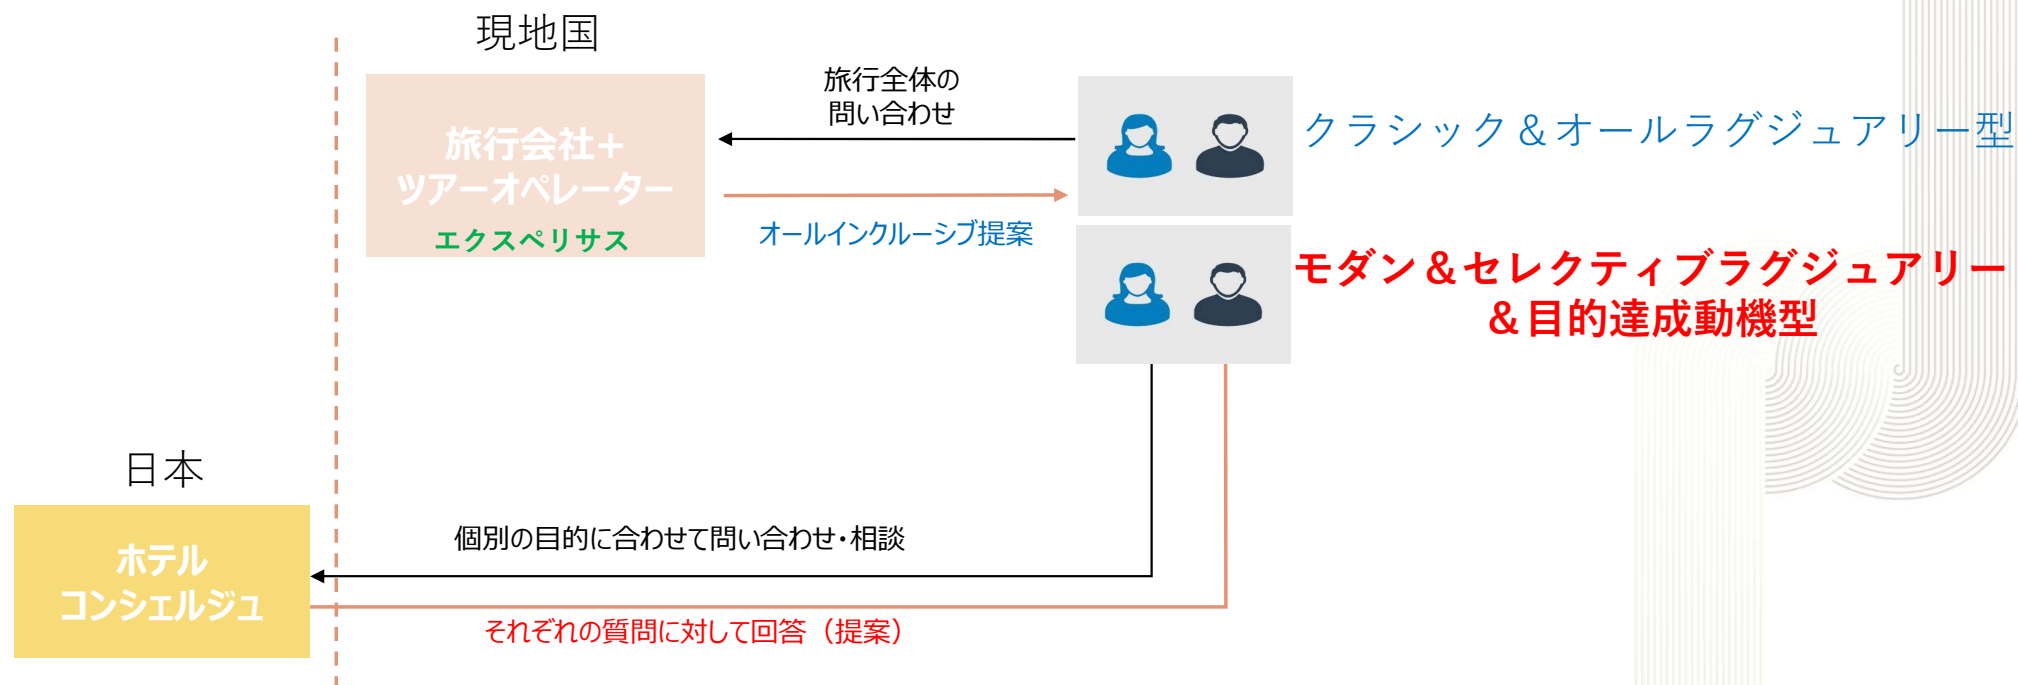 現地国
旅行会社+
ツアーオペレーター
エクスペリサス
旅行全体の
問い合わせ
オールインクルーシブ提案
クラシック＆オールラグジュアリー型
モダン＆セレクティブラグジュアリー
＆目的達成動機型
日本
ホテル
コンシェルジュ
個別の目的に合わせて問い合わせ・相談
それぞれの質問に対して回答（提案）